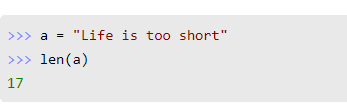 >>> a = "Life is too short"
>>> len(a)
17